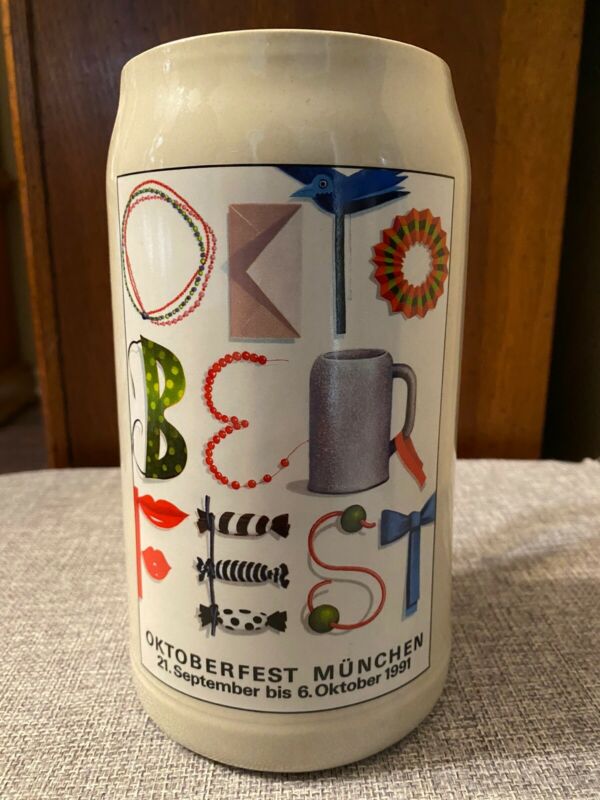 OKTO
BER
FEST
OKTOBERFEST MÜNCHEN
21. September bis 6. Oktober 1991